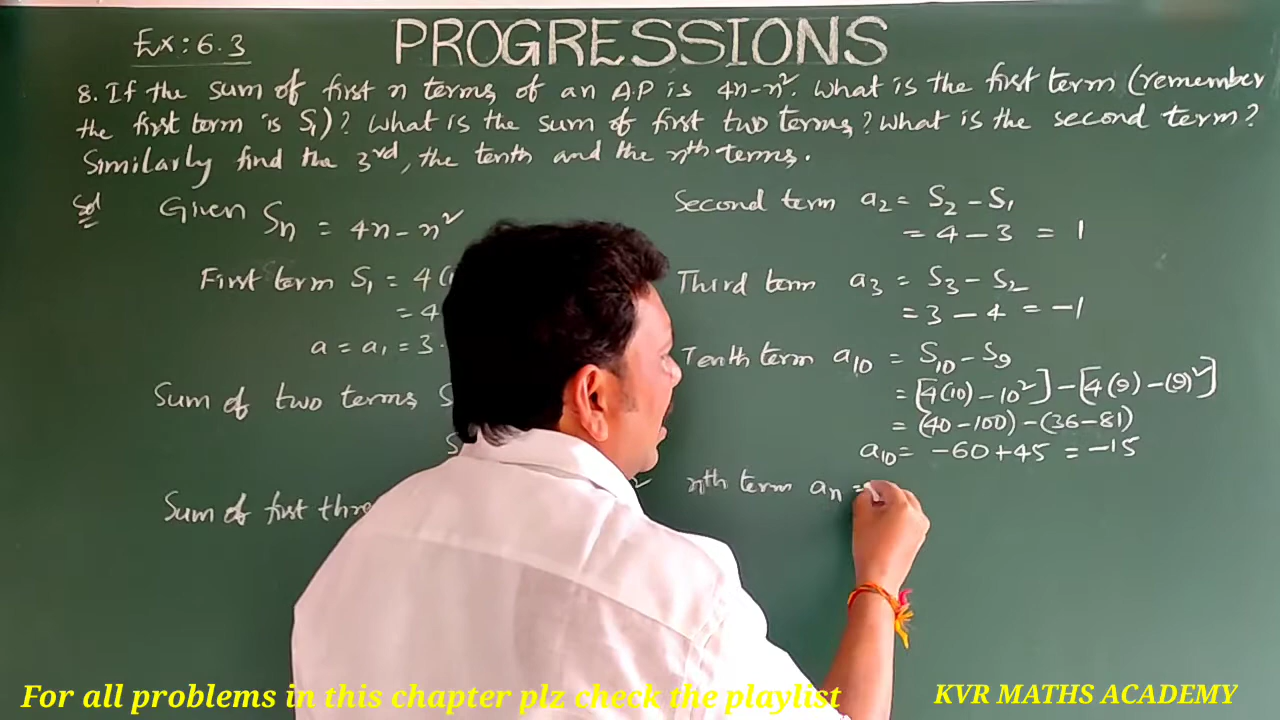 Ex: 6.3
PROGRESSIONS
8. If the sum of first n terms of an A.P is 4n-n². What is the first term (remember
the first term is S₁)? What is the sum of first two terms? What is the second term?
Similarly find the 3rd, the tenth and the nth terms.
Sol
Given Sn = 4n - n²
First term S₁ = 4(
= 4
a = a₁ = 3
Sum of two terms S
S
Sum of first thre
Second term a₂ = S₂ - S₁
= 4 - 3 = 1
Third term a₃ = S₃ - S₂
= 3 - 4 = -1
Tenth term a₁₀ = S₁₀ - S₉
= [4(10) - 10²] - [4(9) - (9)²]
= (40 - 100) - (36 - 81)
a₁₀ = -60 + 45 = -15
nth term an =
For all problems in this chapter plz check the playlist
KVR MATHS ACADEMY